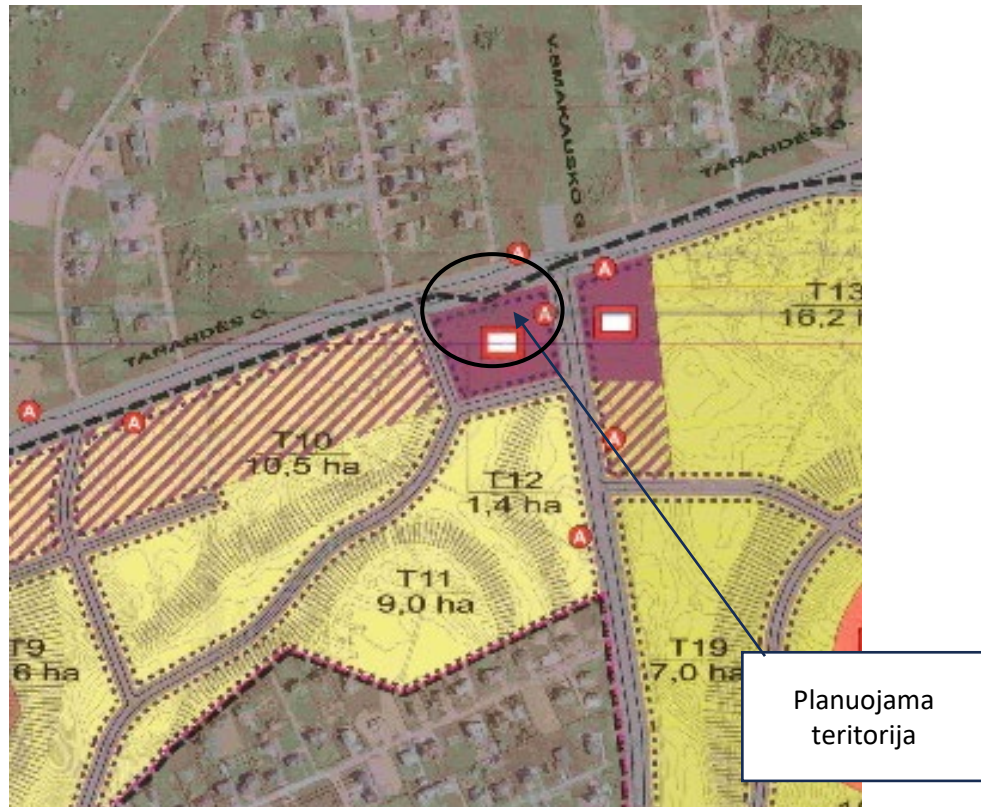 V.SMAKAUSKO G.
TARANDĖS G.
A
A
A
T13
16,2
TARANDĖS G.
A
A
T10
10,5 ha
A
T12
1,4 ha
A
T11
9,0 ha
T9
6 ha
T19
7,0 ha
Planuojama
teritorija